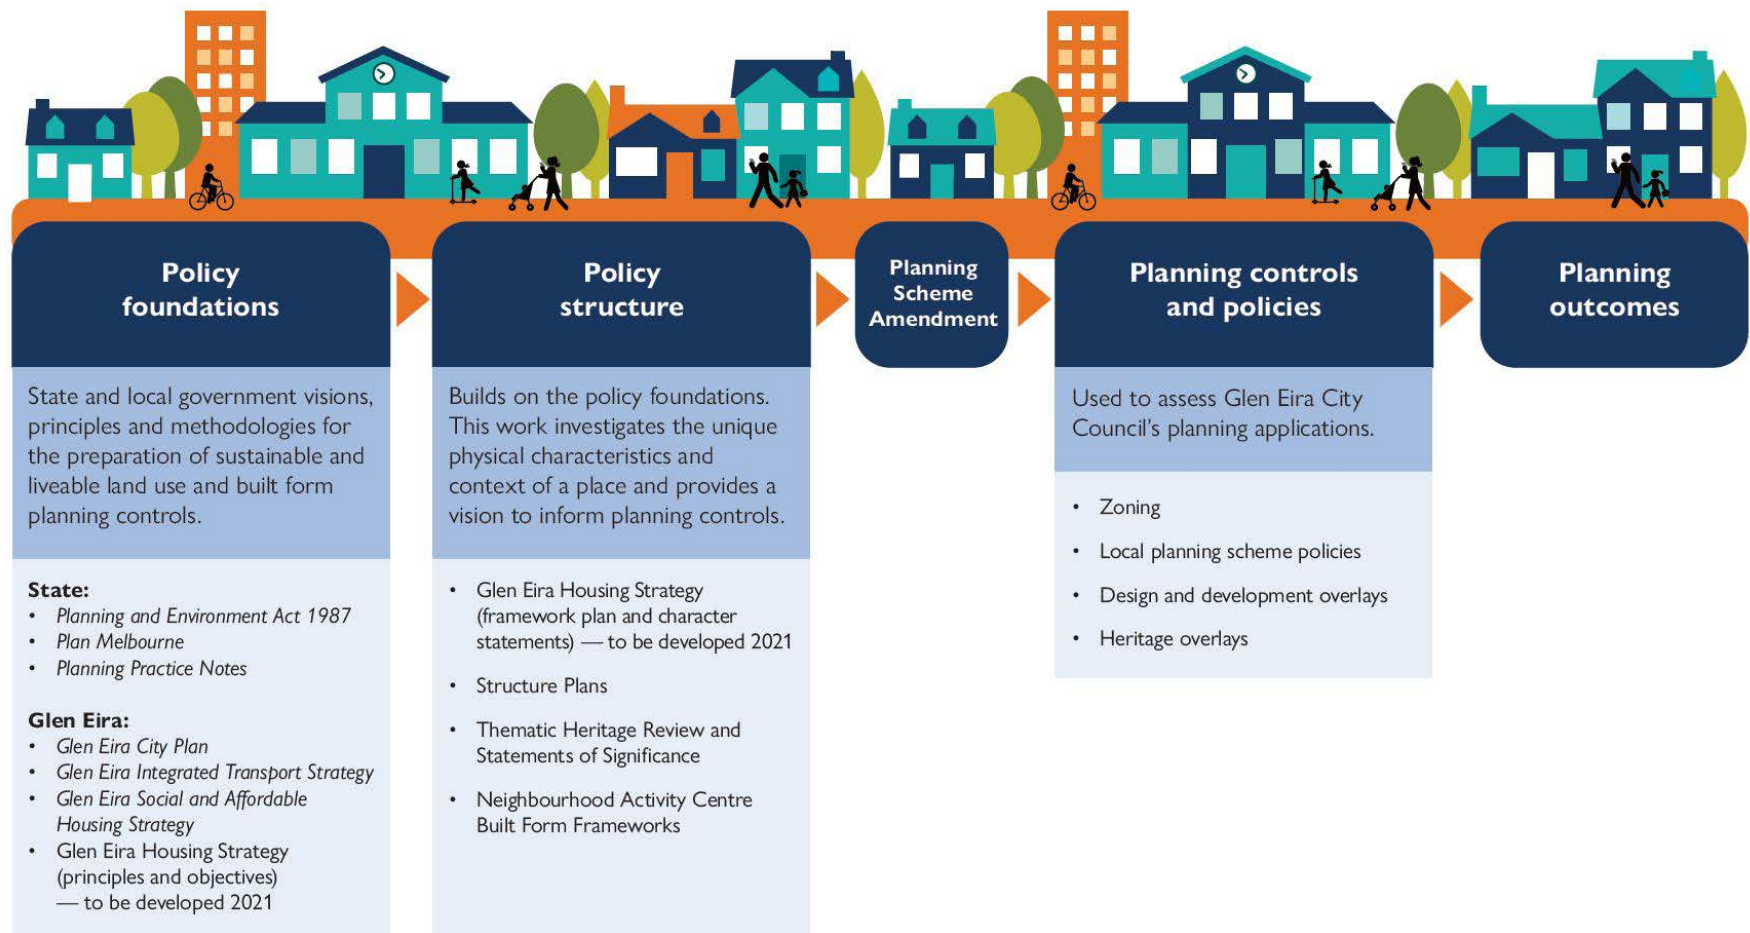 Policy
foundations
State and local government visions,
principles and methodologies for
the preparation of sustainable and
liveable land use and built form
planning controls.
State:
• Planning and Environment Act 1987
• Plan Melbourne
• Planning Practice Notes
Glen Eira:
• Glen Eira City Plan
• Glen Eira Integrated Transport Strategy
• Glen Eira Social and Affordable
Housing Strategy
• Glen Eira Housing Strategy
(principles and objectives)
— to be developed 2021
Policy
structure
Builds on the policy foundations.
This work investigates the unique
physical characteristics and
context of a place and provides a
vision to inform planning controls.
• Glen Eira Housing Strategy
(framework plan and character
statements) — to be developed 2021
• Structure Plans
• Thematic Heritage Review and
Statements of Significance
• Neighbourhood Activity Centre
Built Form Frameworks
Planning
Scheme
Amendment
Planning controls
and policies
Used to assess Glen Eira City
Council's planning applications.
• Zoning
• Local planning scheme policies
• Design and development overlays
• Heritage overlays
Planning
outcomes